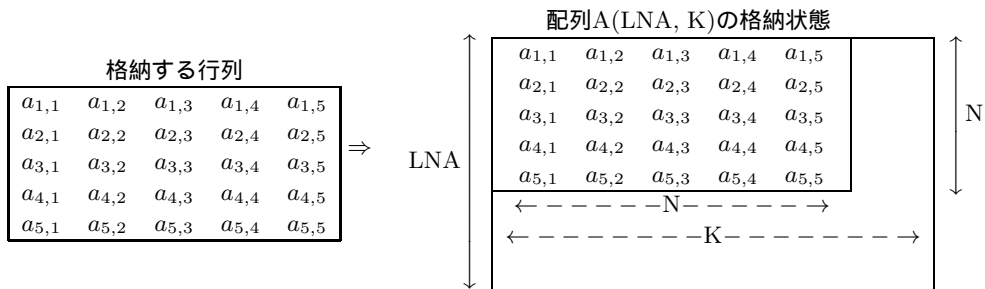 格納する行列
a1,1 a1,2 a1,3 a1,4 a1,5
a2,1 a2,2 a2,3 a2,4 a2,5
a3,1 a3,2 a3,3 a3,4 a3,5
a4,1 a4,2 a4,3 a4,4 a4,5
a5,1 a5,2 a5,3 a5,4 a5,5
⇒
配列A(LNA, K)の格納状態
LNA
a1,1 a1,2 a1,3 a1,4 a1,5
a2,1 a2,2 a2,3 a2,4 a2,5
a3,1 a3,2 a3,3 a3,4 a3,5
a4,1 a4,2 a4,3 a4,4 a4,5
a5,1 a5,2 a5,3 a5,4 a5,5
N
N
K